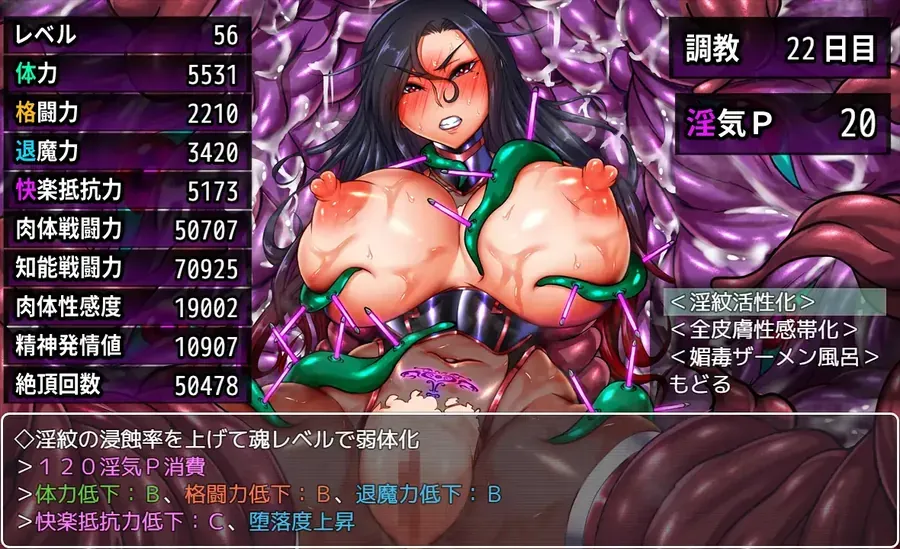 レベル 56
体力 5531
格闘力 2210
退魔力 3420
快楽抵抗力 5173
肉体戦闘力 50707
知能戦闘力 70925
肉体性感度 19002
精神発情値 10907
絶頂回数 50478
調教 22日目
淫気P 20
＜淫紋活性化＞
＜全皮膚性感帯化＞
＜媚毒ザーメン風呂＞
もどる
◇淫紋の浸蝕率を上げて魂レベルで弱体化
＞１２０淫気Ｐ消費
＞体力低下：Ｂ、格闘力低下：Ｂ、退魔力低下：Ｂ
＞快楽抵抗力低下：Ｃ、堕落度上昇